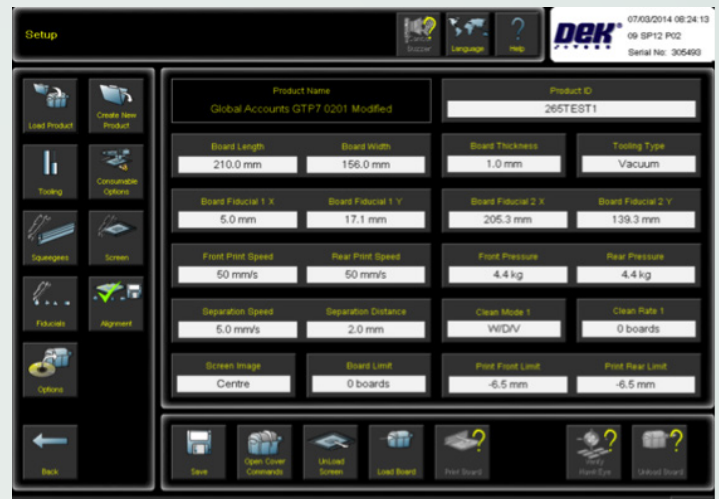 Setup
Cancel
Buzzer
Language
Help
DEK
07/03/2014 08:24:13
09 SP12 P02
Serial No: 305493
Load Product
Create New
Product
Tooling
Consumable
Options
Squeegees
Screen
Fiducials
Alignment
Options
Back
Product Name
Global Accounts GTP7 0201 Modified
Product ID
265TEST1
Board Length
Board Width
Board Thickness
Tooling Type
210.0 mm
156.0 mm
1.0 mm
Vacuum
Board Fiducial 1 X
Board Fiducial 1 Y
Board Fiducial 2 X
Board Fiducial 2 Y
5.0 mm
17.1 mm
205.3 mm
139.3 mm
Front Print Speed
Rear Print Speed
Front Pressure
Rear Pressure
50 mm/s
50 mm/s
4.4 kg
4.4 kg
Separation Speed
Separation Distance
Clean Mode 1
Clean Rate 1
5.0 mm/s
2.0 mm
W/D/V
0 boards
Screen Image
Board Limit
Print Front Limit
Print Rear Limit
Centre
0 boards
-6.5 mm
-6.5 mm
Save
Open Cover
Commands
UnLoad
Screen
Load Board
Print Board
Hawk Eye
Unload Board